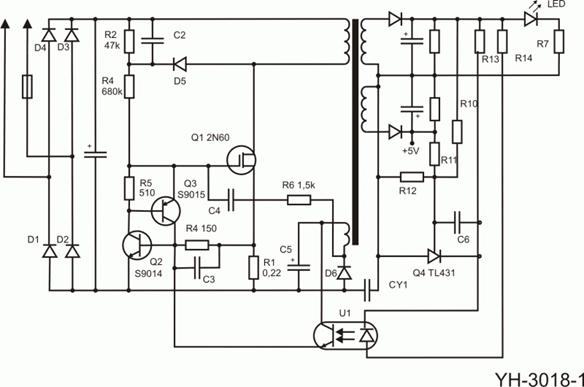 LED
D4
D3
R2
47k
C2
R7
R13
R14
D5
R4
680k
R10
Q1 2N60
+
+
+
+5V
R11
R5
510
Q3
S9015
R6 1,5k
R12
C4
D1
D2
Q2
S9014
R4 150
C3
R1
0,22
C5
+
D6
C6
Q4 TL431
CY1
U1
YH-3018-1